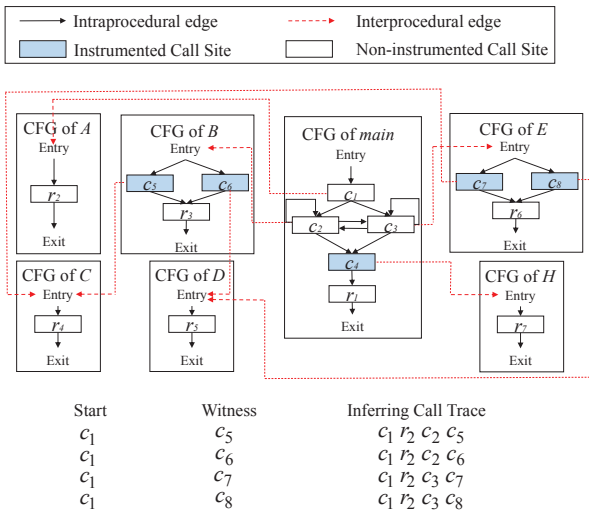 Intraprocedural edge
Interprocedural edge
Instrumented Call Site
Non-instrumented Call Site
CFG of A
Entry
r2
Exit
CFG of B
Entry
c5
c6
r3
Exit
CFG of main
Entry
c1
c2
c3
c4
r1
Exit
CFG of E
Entry
c7
c8
r6
Exit
CFG of C
Entry
r4
Exit
CFG of D
Entry
r5
Exit
CFG of H
Entry
r7
Exit
Start Witness Inferring Call Trace
c1 c5 c1 r2 c2 c5
c1 c6 c1 r2 c2 c6
c1 c7 c1 r2 c3 c7
c1 c8 c1 r2 c3 c8